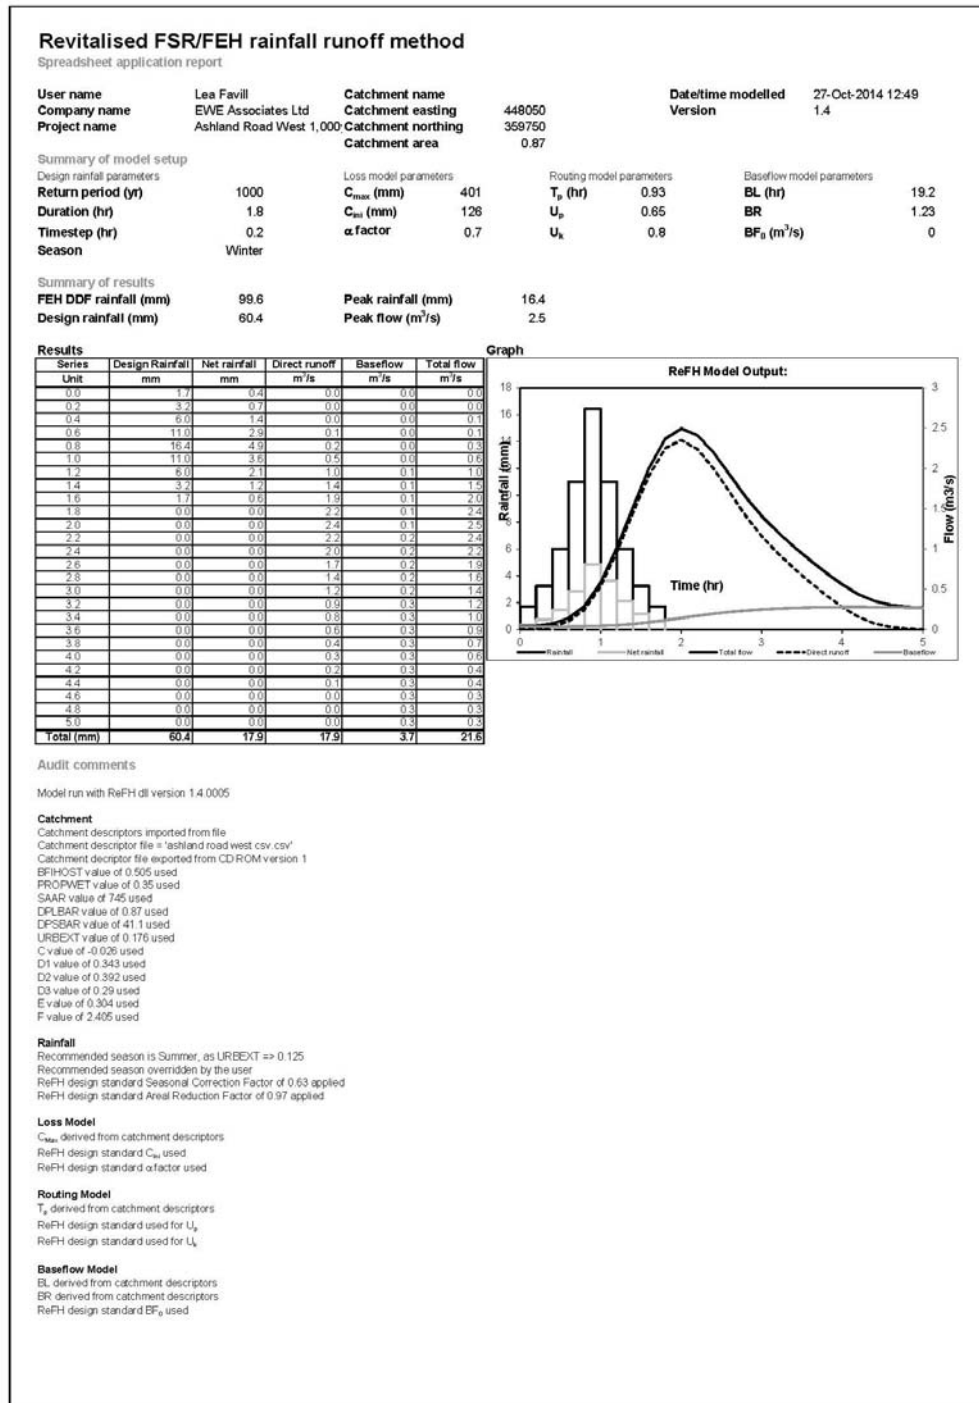 Revitalised FSR/FEH rainfall runoff method
Spreadsheet application report
User name Lea Favill Catchment name Date/time modelled 27-Oct-2014 12:49
Company name EWE Associates Ltd Catchment easting 448050 Version 1.4
Project name Ashland Road West 1,000 Catchment northing 359750
Catchment area 0.87
Summary of model setup
Design rainfall parameters Loss model parameters Routing model parameters Baseflow model parameters
Return period (yr) 1000 Cmax (mm) 401 Tp (hr) 0.93 BL (hr) 19.2
Duration (hr) 1.8 Cini (mm) 126 Up 0.65 BR 1.23
Timestep (hr) 0.2 α factor 0.7 Uk 0.8 BF0 (m³/s) 0
Season Winter
Summary of results
FEH DDF rainfall (mm) 99.6 Peak rainfall (mm) 16.4
Design rainfall (mm) 60.4 Peak flow (m³/s) 2.5
Results
Series Design Rainfall Net rainfall Direct runoff Baseflow Total flow
Unit mm mm m³/s m³/s m³/s
0.0 1.7 0.4 0.0 0.0 0.0
0.2 3.2 0.7 0.0 0.0 0.0
0.4 6.0 1.4 0.0 0.0 0.1
0.6 11.0 2.9 0.1 0.0 0.1
0.8 16.4 4.9 0.2 0.0 0.3
1.0 11.0 3.6 0.5 0.0 0.6
1.2 6.0 2.1 1.0 0.1 1.0
1.4 3.2 1.2 1.4 0.1 1.5
1.6 1.7 0.6 1.9 0.1 2.0
1.8 0.0 0.0 2.2 0.1 2.4
2.0 0.0 0.0 2.4 0.1 2.5
2.2 0.0 0.0 2.2 0.2 2.4
2.4 0.0 0.0 2.0 0.2 2.2
2.6 0.0 0.0 1.7 0.2 1.9
2.8 0.0 0.0 1.4 0.2 1.6
3.0 0.0 0.0 1.2 0.2 1.4
3.2 0.0 0.0 0.9 0.3 1.2
3.4 0.0 0.0 0.8 0.3 1.0
3.6 0.0 0.0 0.6 0.3 0.9
3.8 0.0 0.0 0.4 0.3 0.7
4.0 0.0 0.0 0.3 0.3 0.6
4.2 0.0 0.0 0.2 0.3 0.4
4.4 0.0 0.0 0.1 0.3 0.4
4.6 0.0 0.0 0.0 0.3 0.3
4.8 0.0 0.0 0.0 0.3 0.3
5.0 0.0 0.0 0.0 0.3 0.3
Total (mm) 60.4 17.9 17.9 3.7 21.6
Graph
ReFH Model Output:
18
16
14
12
10
8
6
4
2
0
Rainfall (mm)
3
2.5
2
1.5
1
0.5
0
Flow (m3/s)
Time (hr)
0 1 2 3 4 5
Rainfall Net rainfall Total flow Direct runoff Baseflow
Audit comments
Model run with ReFH dll version 1.4.0005
Catchment
Catchment descriptors imported from file
Catchment descriptor file = 'ashland road west csv.csv'
Catchment decriptor file exported from CD ROM version 1
BFIHOST value of 0.505 used
PROPWET value of 0.35 used
SAAR value of 745 used
DPLBAR value of 0.87 used
DPSBAR value of 41.1 used
URBEXT value of 0.176 used
C value of -0.026 used
D1 value of 0.343 used
D2 value of 0.392 used
D3 value of 0.29 used
E value of 0.304 used
F value of 2.405 used
Rainfall
Recommended season is Summer, as URBEXT => 0.125
Recommended season overridden by the user
ReFH design standard Seasonal Correction Factor of 0.63 applied
ReFH design standard Areal Reduction Factor of 0.97 applied
Loss Model
CMax derived from catchment descriptors
ReFH design standard Cini used
ReFH design standard α factor used
Routing Model
Tp derived from catchment descriptors
ReFH design standard used for Up
ReFH design standard used for Uk
Baseflow Model
BL derived from catchment descriptors
BR derived from catchment descriptors
ReFH design standard BF0 used